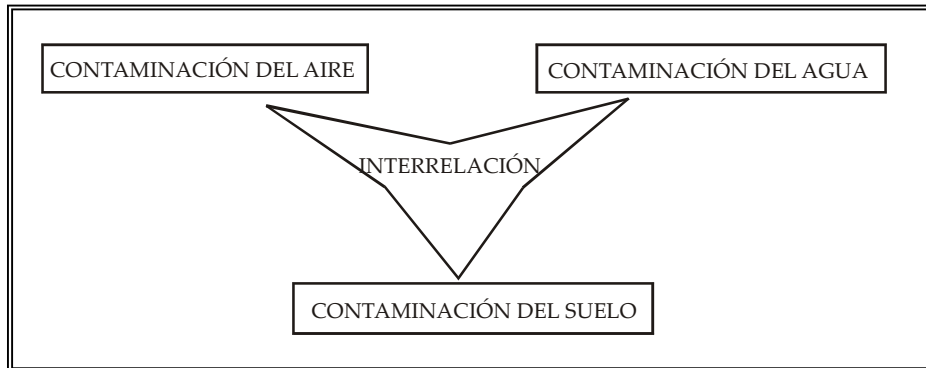 CONTAMINACIÓN DEL AIRE
CONTAMINACIÓN DEL AGUA
INTERRELACIÓN
CONTAMINACIÓN DEL SUELO